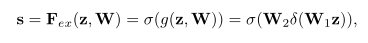 s = F_{ex}(z, W) = σ(g(z, W)) = σ(W_2δ(W_1z)),